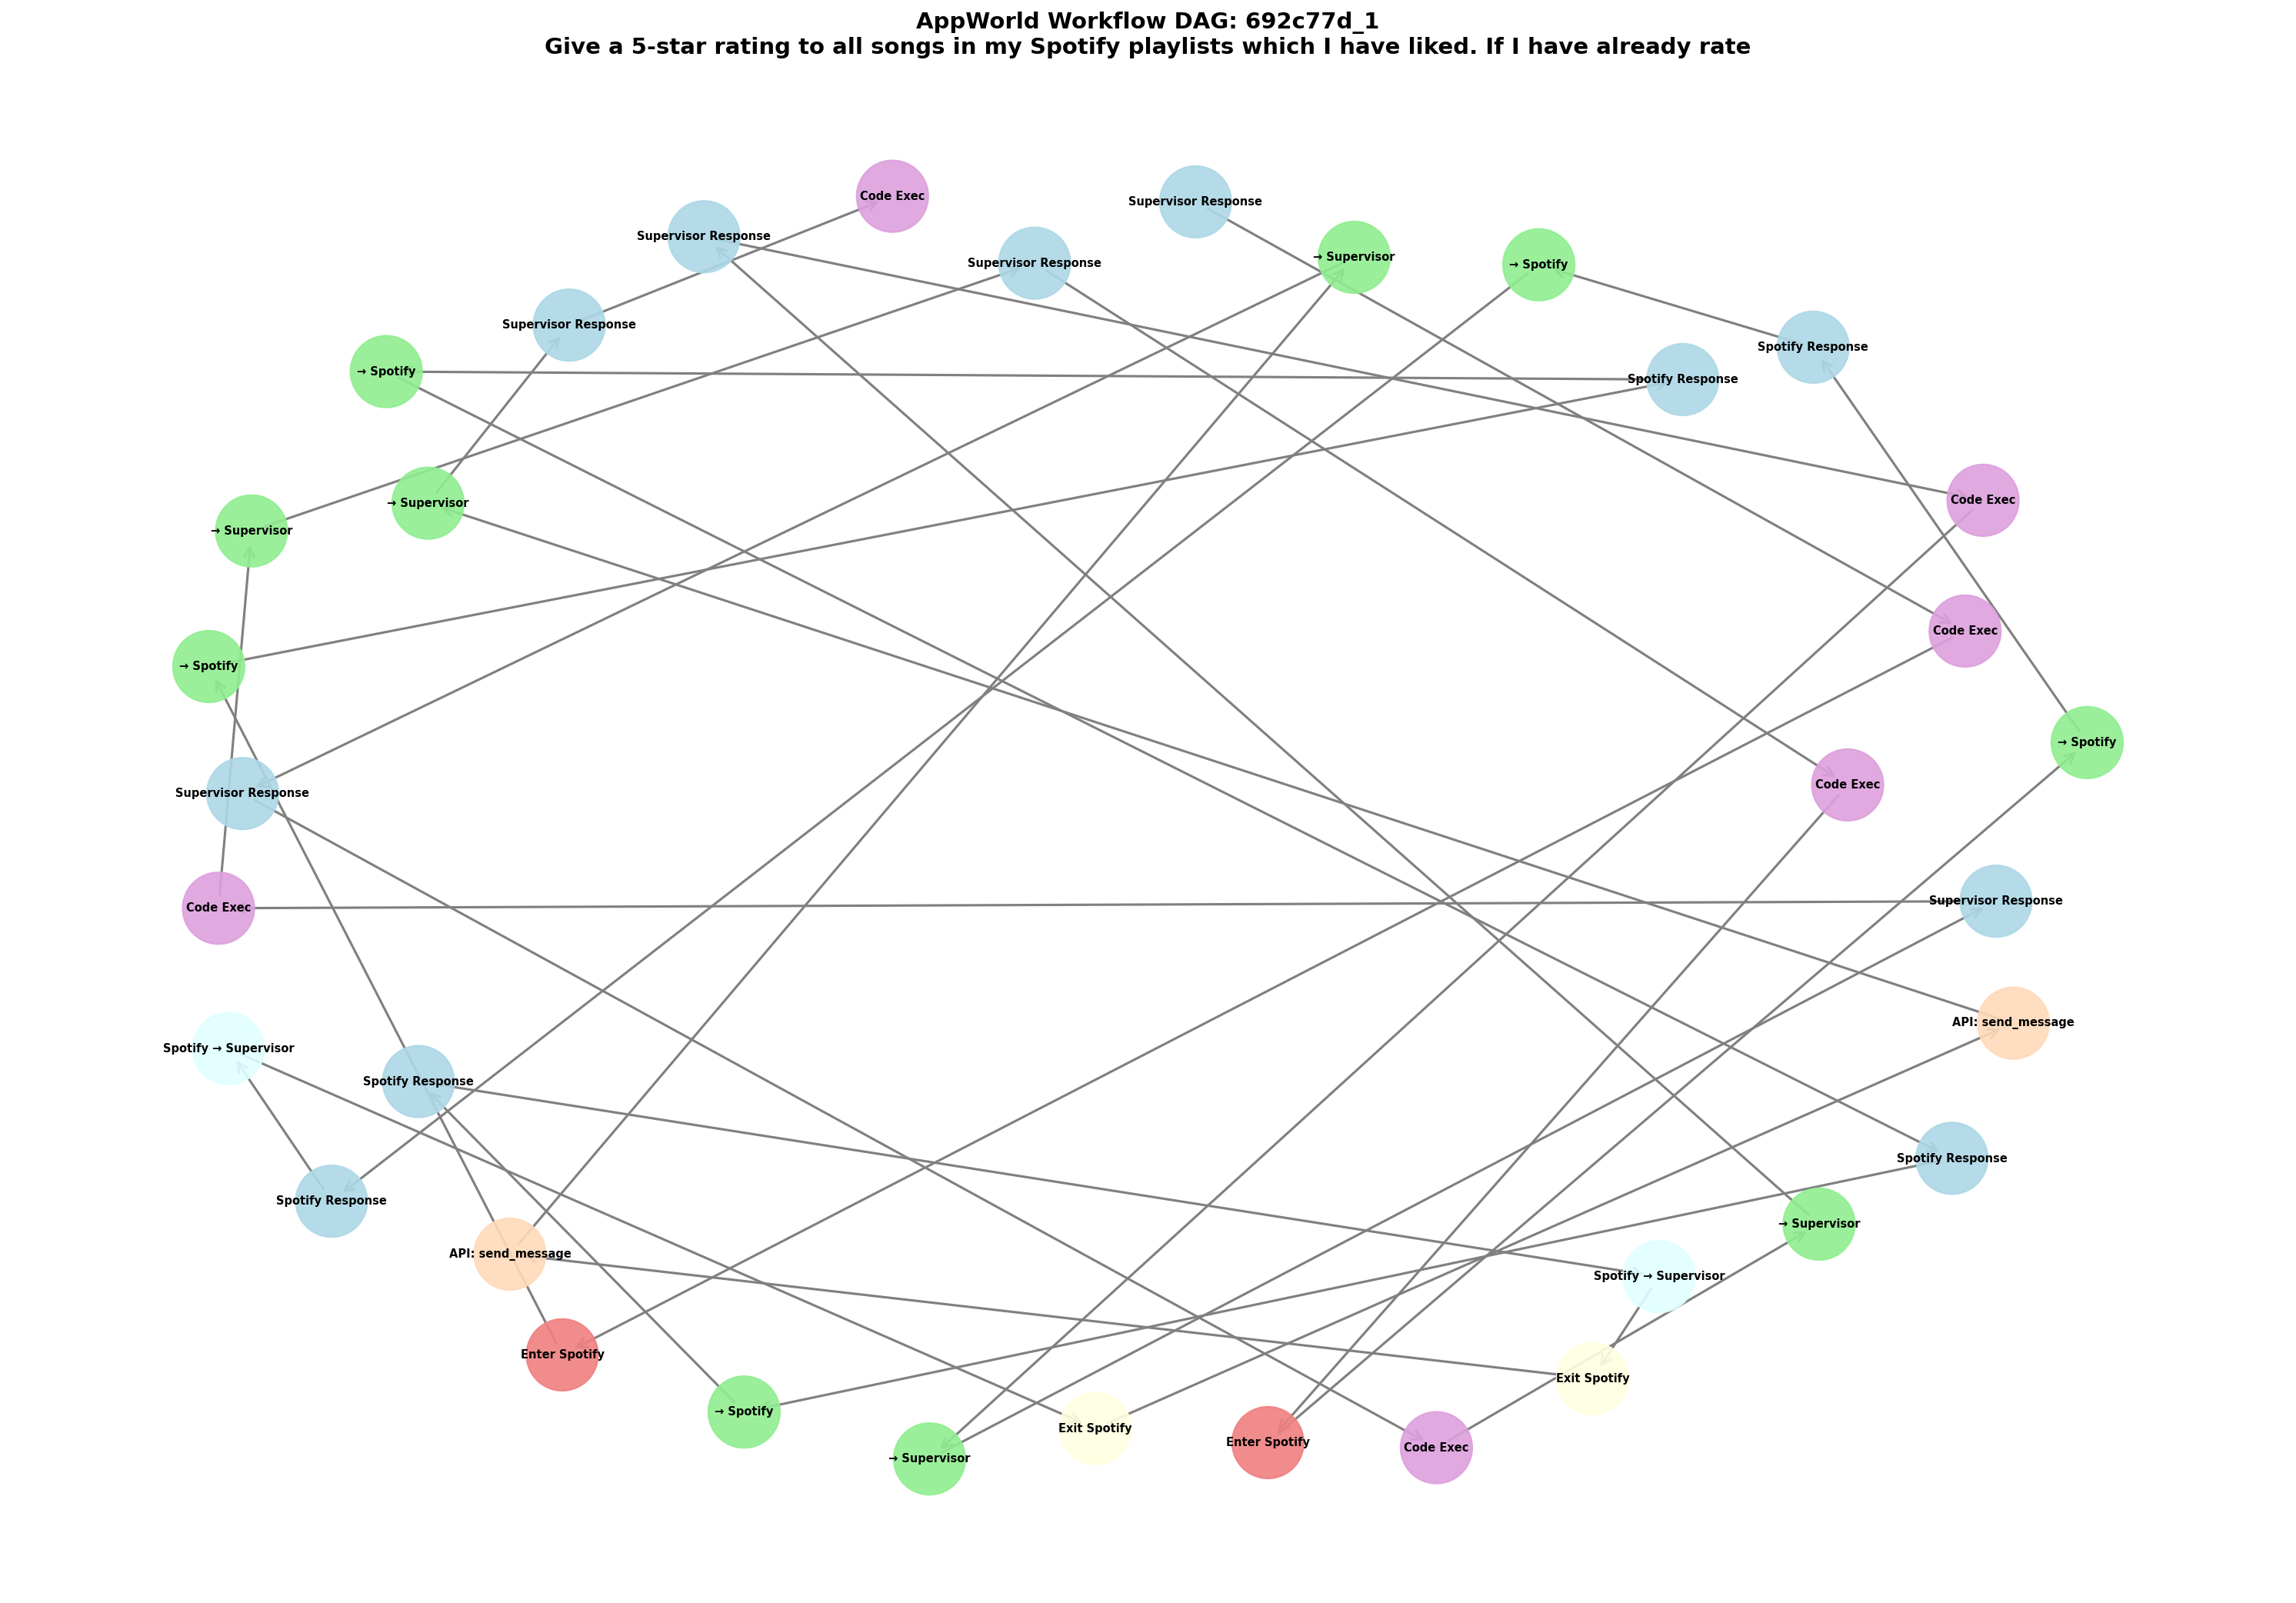 AppWorld Workflow DAG: 692c77d_1
Give a 5-star rating to all songs in my Spotify playlists which I have liked. If I have already rate
Code Exec
Supervisor Response
Supervisor Response
→ Supervisor
Supervisor Response
→ Spotify
Supervisor Response
Spotify Response
→ Spotify
Spotify Response
Code Exec
→ Supervisor
→ Supervisor
Code Exec
→ Spotify
→ Spotify
Code Exec
Supervisor Response
Supervisor Response
Code Exec
API: send_message
Spotify → Supervisor
Spotify Response
Spotify Response
Spotify Response
→ Supervisor
API: send_message
Spotify → Supervisor
Enter Spotify
Exit Spotify
→ Spotify
Exit Spotify
Enter Spotify
Code Exec
→ Supervisor